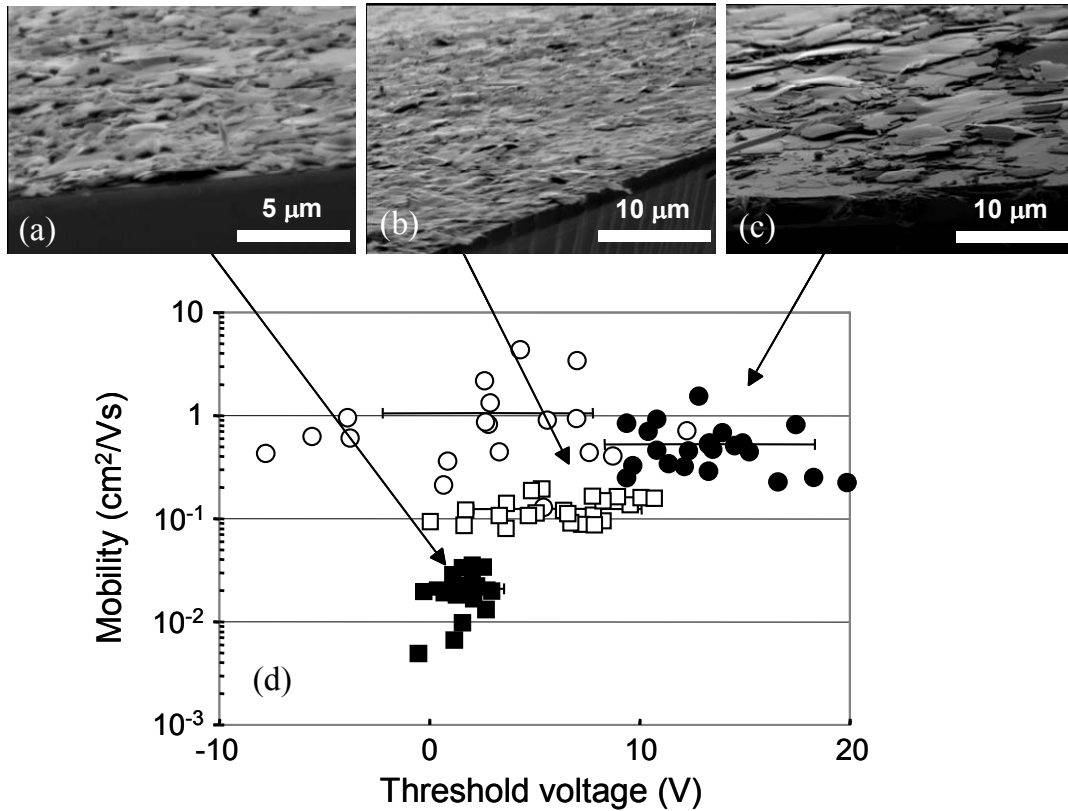 5 μm
(a)
10 μm
(b)
10 μm
(c)
10
1
10⁻¹
10⁻²
10⁻³
Mobility (cm²/Vs)
(d)
-10
0
10
20
Threshold voltage (V)